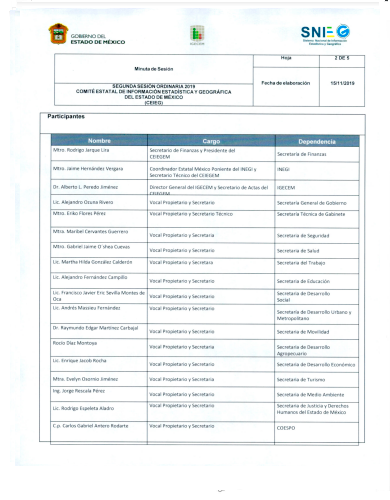 GOBIERNO DEL
ESTADO DE MÉXICO
IGECEM
SNIEG
Sistema Nacional de Información
Estadística y Geográfica
Minuta de Sesión
Hoja
2 DE 5
SEGUNDA SESIÓN ORDINARIA 2019
COMITÉ ESTATAL DE INFORMACIÓN ESTADÍSTICA Y GEOGRÁFICA
DEL ESTADO DE MÉXICO
(CEIEG)
Fecha de elaboración
15/11/2019
Participantes
Nombre Cargo Dependencia
Mtro. Rodrigo Jarque Lira
Secretario de Finanzas y Presidente del
CEIEGEM
Secretaría de Finanzas
Mtro. Jaime Hernández Vergara
Coordinador Estatal México Poniente del INEGI y
Secretario Técnico del CEIEGEM
INEGI
Dr. Alberto L. Peredo Jiménez
Director General del IGECEM y Secretario de Actas del
CEIEGEM
IGECEM
Lic. Alejandro Ozuna Rivero
Vocal Propietario y Secretario
Secretaría General de Gobierno
Mtro. Eriko Flores Pérez
Vocal Propietario y Secretario Técnico
Secretaría Técnica de Gabinete
Mtro. Maribel Cervantes Guerrero
Vocal Propietario y Secretario
Secretaria de Seguridad
Mtro. Gabriel Jaime O'shea Cuevas
Vocal Propietario y Secretario
Secretaria de Salud
Lic. Martha Hilda González Calderón
Vocal Propietario y Secretaro
Secretaria del Trabajo
Lic. Alejandro Fernández Campillo
Vocal Propietario y Secretario
Secretaria de Educación
Lic. Francisco Javier Eric Sevilla Montes de
Oca
Vocal Propietario y Secretario
Secretaria de Desarrollo
Social
Lic. Andrés Massieu Fernández
Vocal Propietario y Secretario
Secretaría de Desarrollo Urbano y
Metropolitano
Dr. Raymundo Edgar Martínez Carbajal
Vocal Propietario y Secretario
Secretaria de Movilidad
Rocío Díaz Montoya
Vocal Propietario y Secretario
Secretaria de Desarrollo
Agropecuario
Lic. Enrique Jacob Rocha
Vocal Propietario y Secretario
Secretaria de Desarrollo Económico
Mtra. Evelyn Osornio Jiménez
Vocal Propietario y Secretario
Secretaria de Turismo
Ing. Jorge Rescala Pérez
Vocal Propietario y Secretario
Secretaria de Medio Ambiente
Lic. Rodrigo Espeleta Aladro
Vocal Propietario y Secretario
Secretaria de Justicia y Derechos
Humanos del Estado de México
C.p. Carlos Gabriel Antero Rodarte
Vocal Propietario y Secretario
COESPO